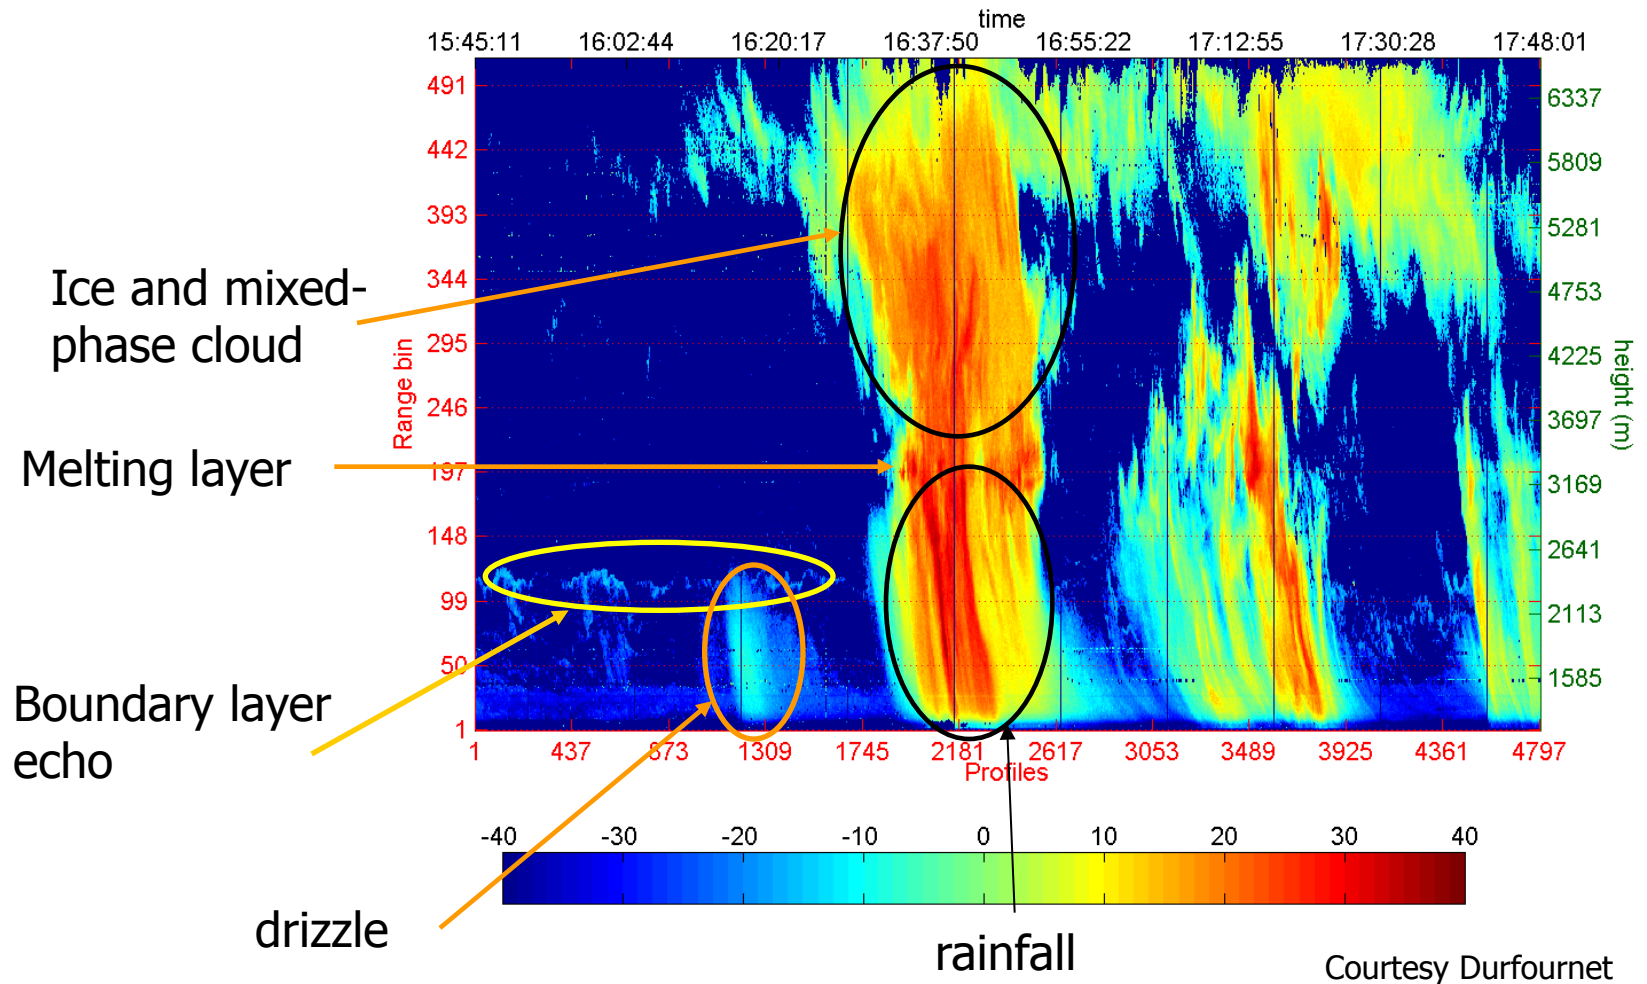 time
15:45:11 16:02:44 16:20:17 16:37:50 16:55:22 17:12:55 17:30:28 17:48:01
491
442
393
344
295
246
197
148
99
50
1
Range bin
6337
5809
5281
4753
4225
3697
3169
2641
2113
1585
height (m)
1 437 873 1309 1745 2181 2617 3053 3489 3925 4361 4797
Profiles
Ice and mixed-
phase cloud
Melting layer
Boundary layer
echo
-40 -30 -20 -10 0 10 20 30 40
drizzle
rainfall
Courtesy Durfournet